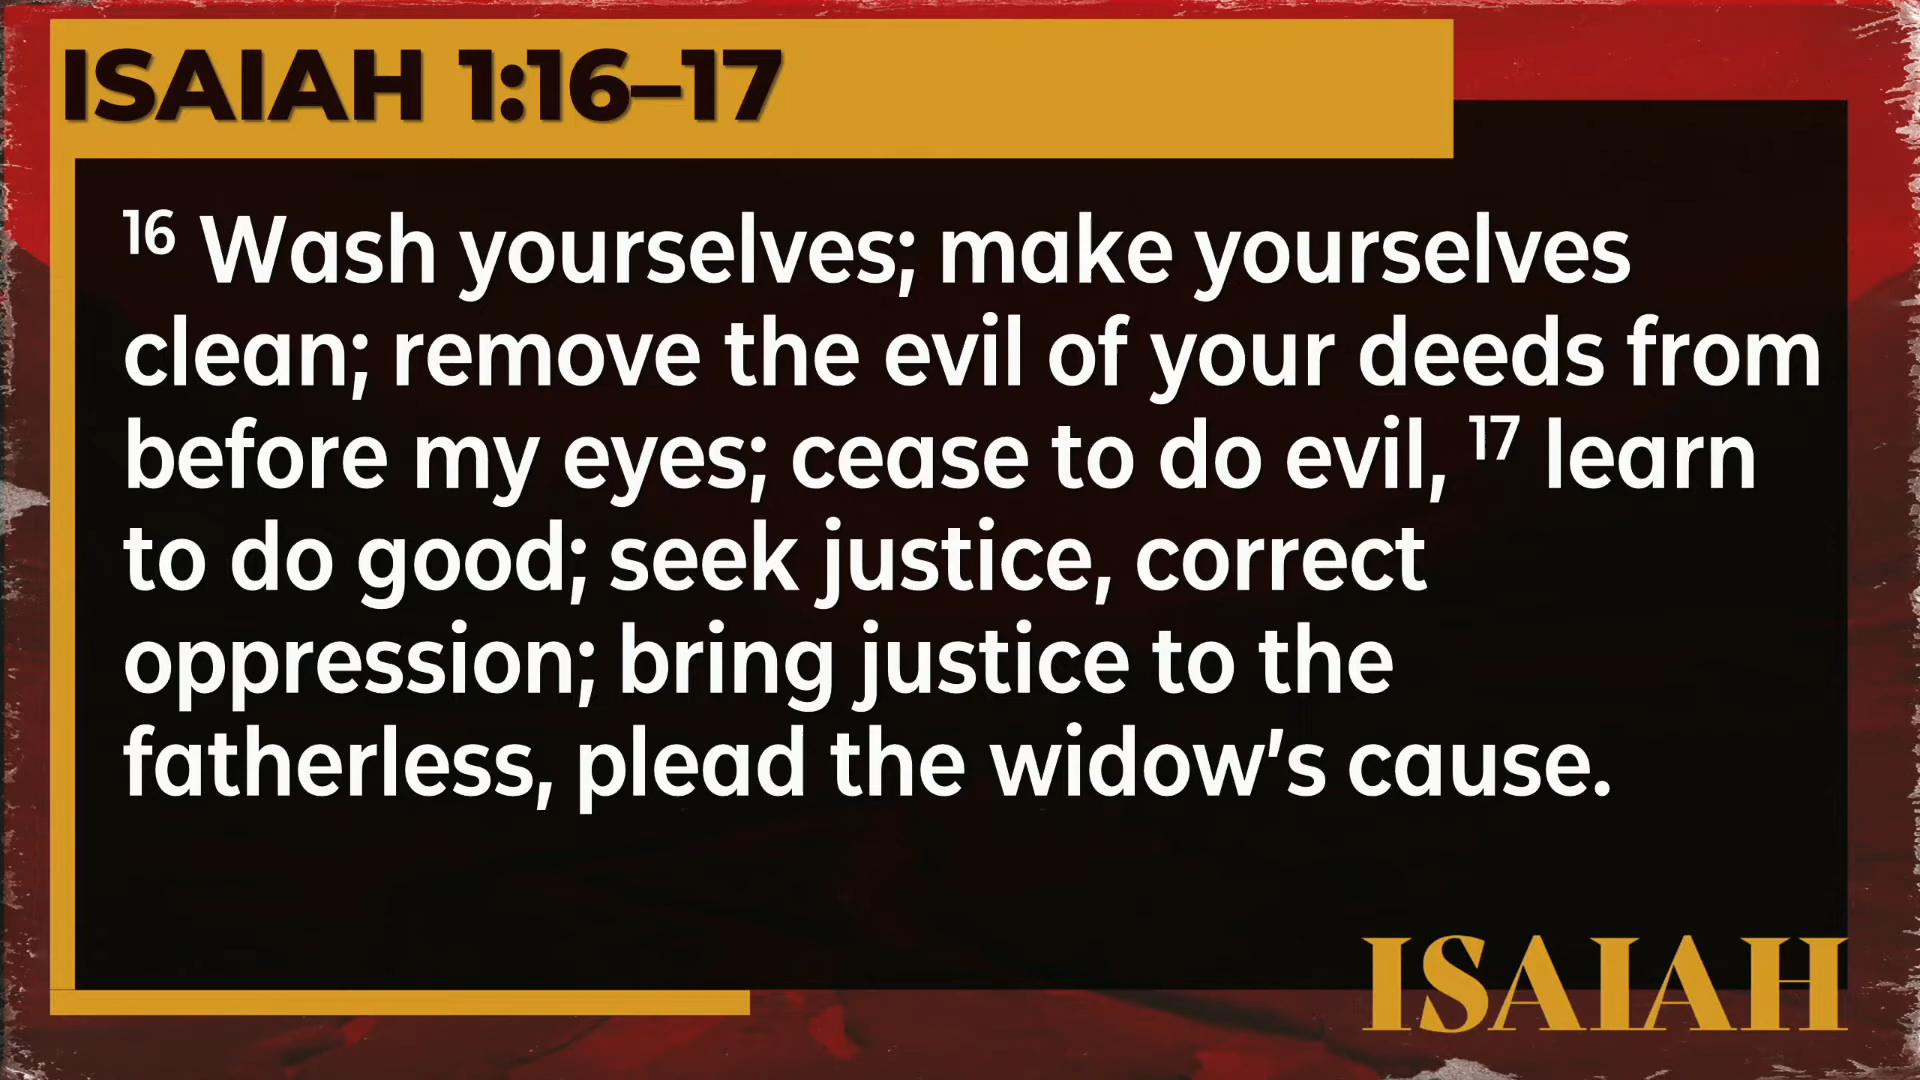 ISAIAH 1:16–17
16 Wash yourselves; make yourselves
clean; remove the evil of your deeds from
before my eyes; cease to do evil, 17 learn
to do good; seek justice, correct
oppression; bring justice to the
fatherless, plead the widow’s cause.
ISAIAH